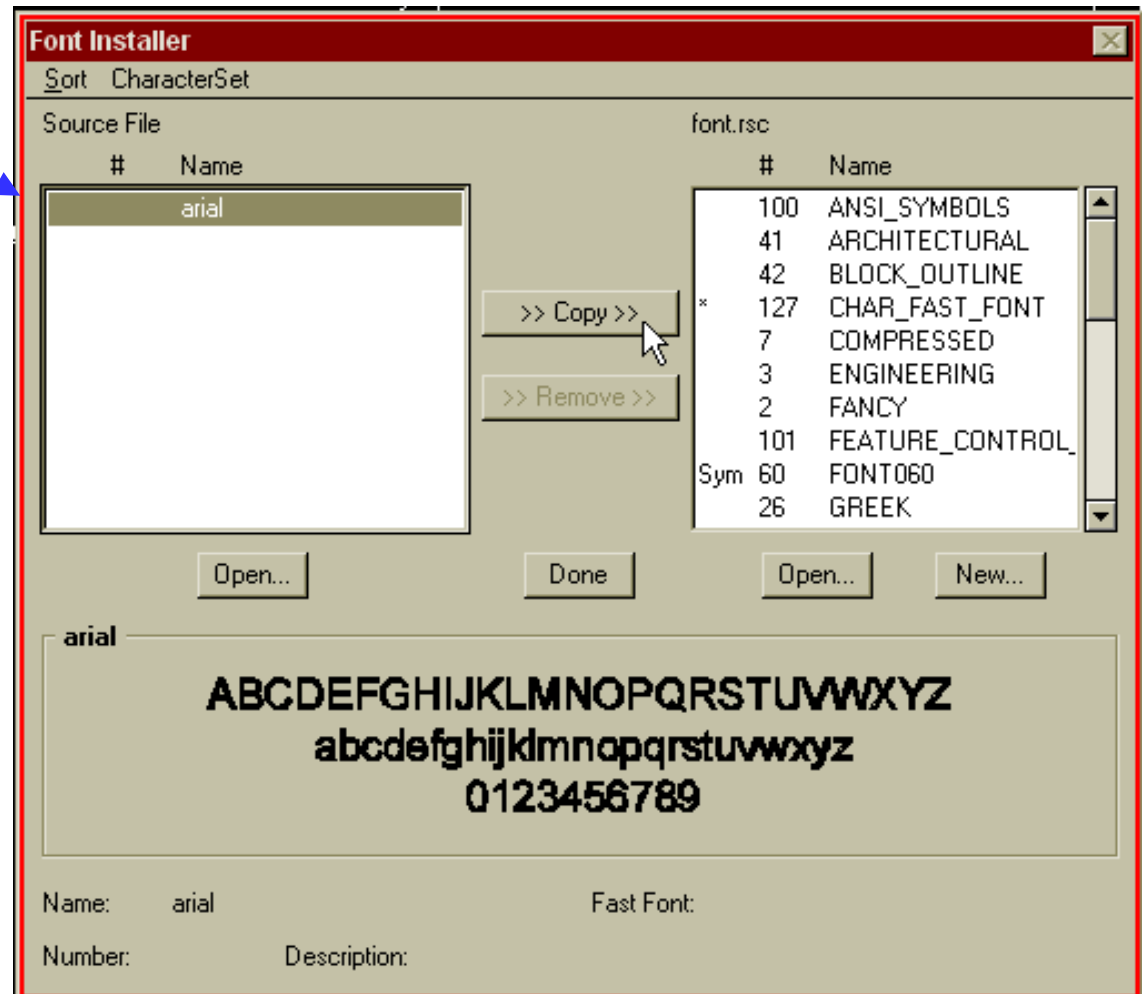 Font Installer
Sort CharacterSet
Source File font.rsc
# Name # Name
arial 100 ANSI_SYMBOLS
41 ARCHITECTURAL
42 BLOCK_OUTLINE
>> Copy >> * 127 CHAR_FAST_FONT
7 COMPRESSED
3 ENGINEERING
>> Remove >> 2 FANCY
101 FEATURE_CONTROL_
Sym 60 FONT060
26 GREEK
Open... Done Open... New...
arial
ABCDEFGHIJKLMNOPQRSTUVWXYZ
abcdefghijklmnopqrstuvwxyz
0123456789
Name: arial Fast Font:
Number: Description: